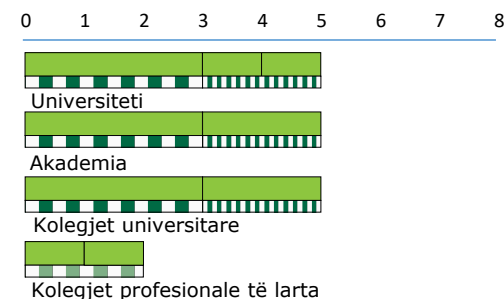 0 1 2 3 4 5 6 7 8
Universiteti
Akademia
Kolegjet universitare
Kolegjet profesionale të larta